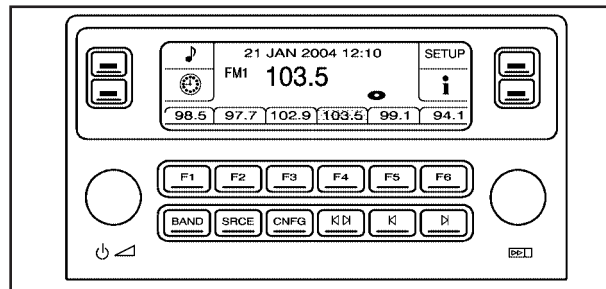 21 JAN 2004 12:10 SETUP
FM1 103.5 i
98.5 97.7 102.9 103.5 99.1 94.1
F1 F2 F3 F4 F5 F6
BAND SRCE CNFG